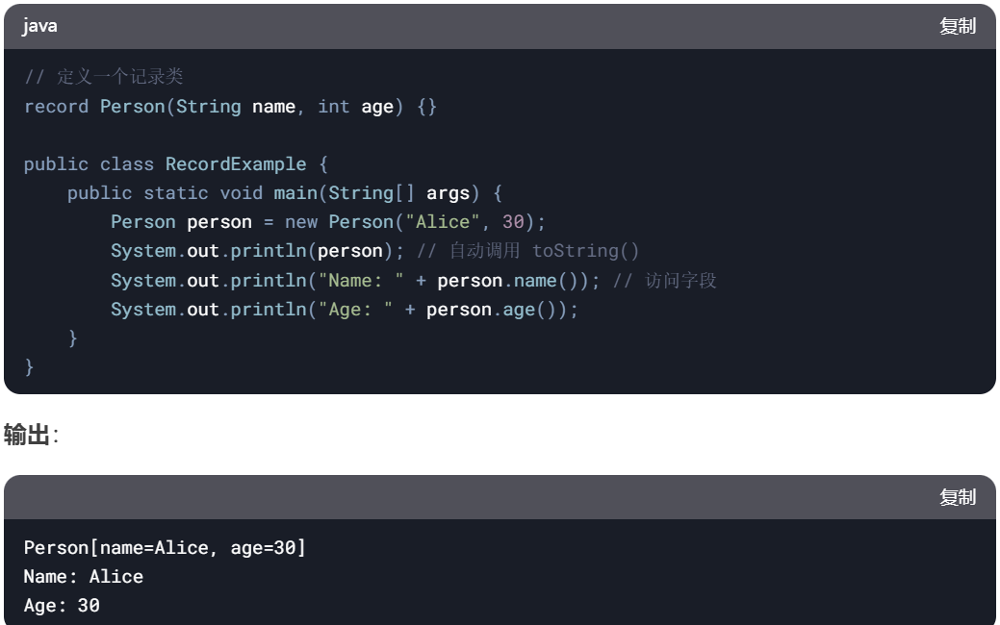 java
复制
// 定义一个记录类
record Person(String name, int age) {}
public class RecordExample {
    public static void main(String[] args) {
        Person person = new Person("Alice", 30);
        System.out.println(person); // 自动调用 toString()
        System.out.println("Name: " + person.name()); // 访问字段
        System.out.println("Age: " + person.age());
    }
}
输出：
复制
Person[name=Alice, age=30]
Name: Alice
Age: 30